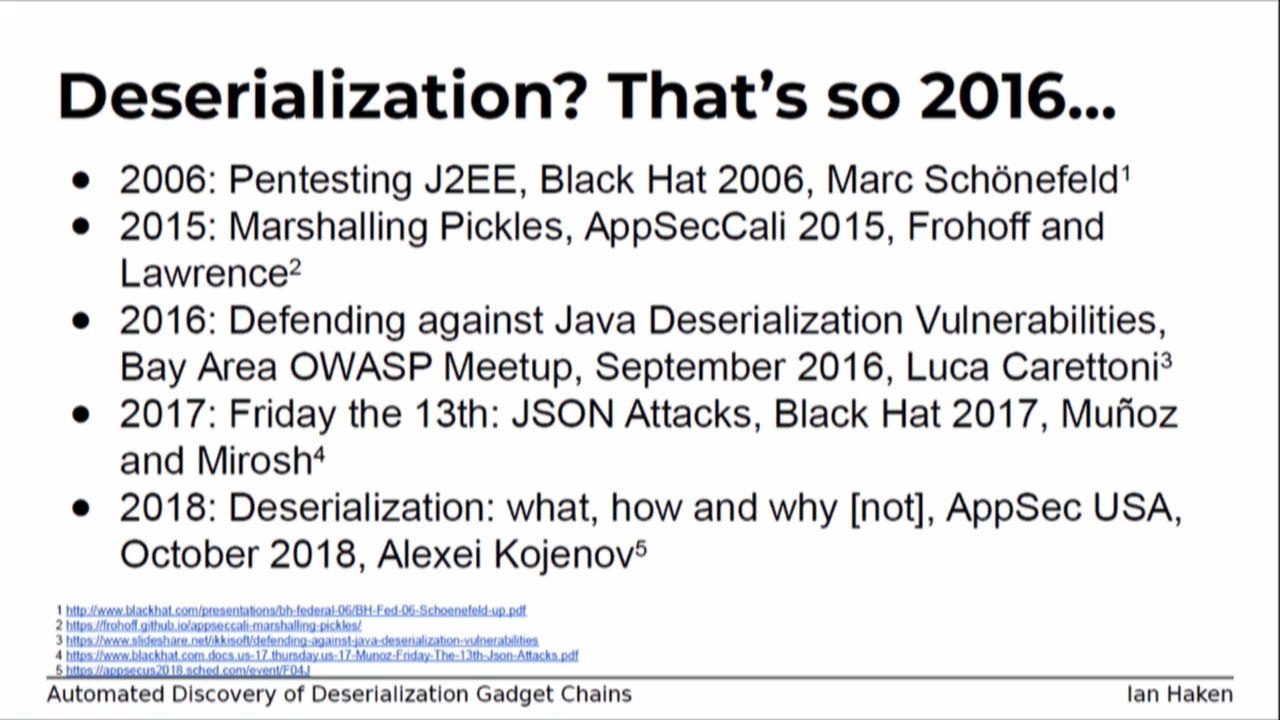 Deserialization? That's so 2016...
● 2006: Pentesting J2EE, Black Hat 2006, Marc Schönefeld¹
● 2015: Marshalling Pickles, AppSecCali 2015, Frohoff and
Lawrence²
● 2016: Defending against Java Deserialization Vulnerabilities,
Bay Area OWASP Meetup, September 2016, Luca Carettoni³
● 2017: Friday the 13th: JSON Attacks, Black Hat 2017, Muñoz
and Mirosh⁴
● 2018: Deserialization: what, how and why [not], AppSec USA,
October 2018, Alexei Kojenov⁵
1 http://www.blackhat.com/presentations/bh-federal-06/BH-Fed-06-Schoenefeld-up.pdf
2 https://frohoff.github.io/appseccali-marshalling-pickles/
3 https://www.slideshare.net/ikkisoft/defending-against-java-deserialization-vulnerabilities
4 https://www.blackhat.com.docs.us-17.thursday.us-17-Munoz-Friday-The-13th-Json-Attacks.pdf
5 https://appsecus2018.sched.com/event/F04J
Automated Discovery of Deserialization Gadget Chains
Ian Haken